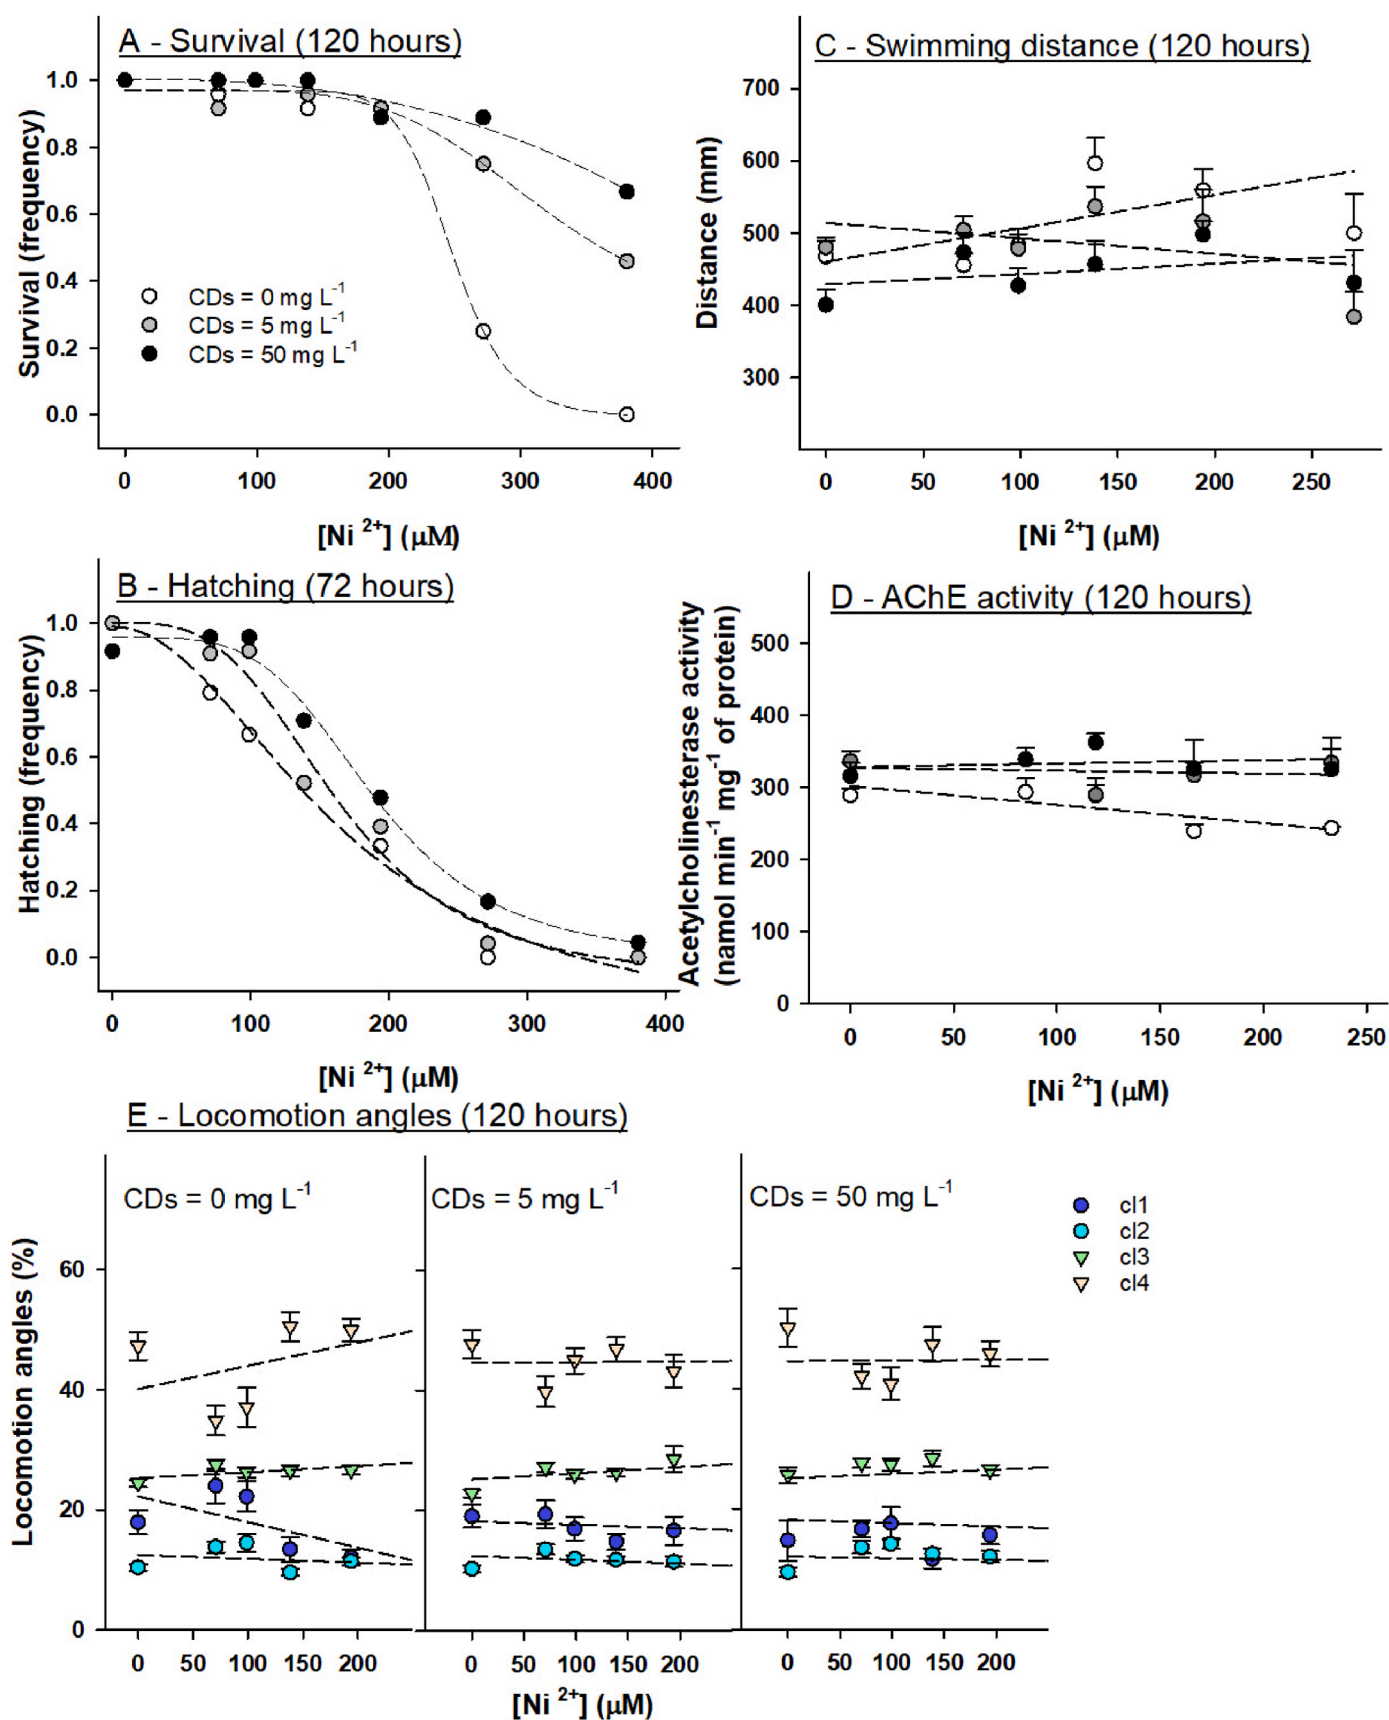 A - Survival (120 hours)
1.0
0.8
0.6
0.4
0.2
0.0
Survival (frequency)
CDs = 0 mg L-1
CDs = 5 mg L-1
CDs = 50 mg L-1
0 100 200 300 400
[Ni 2+] (µM)
C - Swimming distance (120 hours)
700
600
500
400
300
Distance (mm)
0 50 100 150 200 250
[Ni 2+] (µM)
B - Hatching (72 hours)
1.0
0.8
0.6
0.4
0.2
0.0
Hatching (frequency)
0 100 200 300 400
[Ni 2+] (µM)
D - AChE activity (120 hours)
500
400
300
200
100
0
Acetylcholinesterase activity
(namol min-1 mg-1 of protein)
0 50 100 150 200 250
[Ni 2+] (µM)
E - Locomotion angles (120 hours)
CDs = 0 mg L-1
CDs = 5 mg L-1
CDs = 50 mg L-1
cl1
cl2
cl3
cl4
60
40
20
0
Locomotion angles (%)
0 50 100 150 200
0 50 100 150 200
0 50 100 150 200
[Ni 2+] (µM)